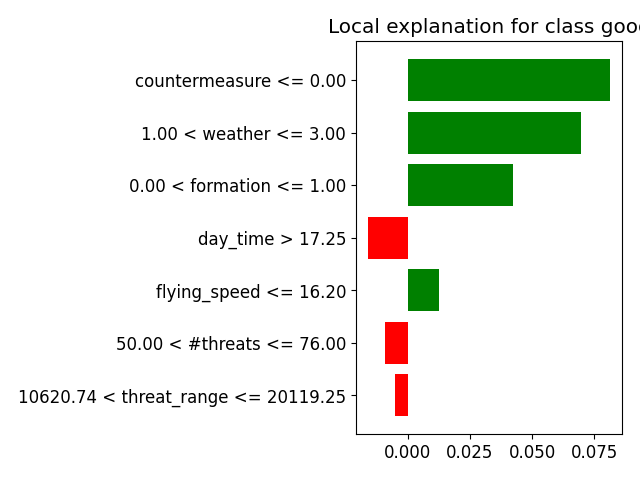 Local explanation for class good
countermeasure <= 0.00
1.00 < weather <= 3.00
0.00 < formation <= 1.00
day_time > 17.25
flying_speed <= 16.20
50.00 < #threats <= 76.00
10620.74 < threat_range <= 20119.25
0.000 0.025 0.050 0.075